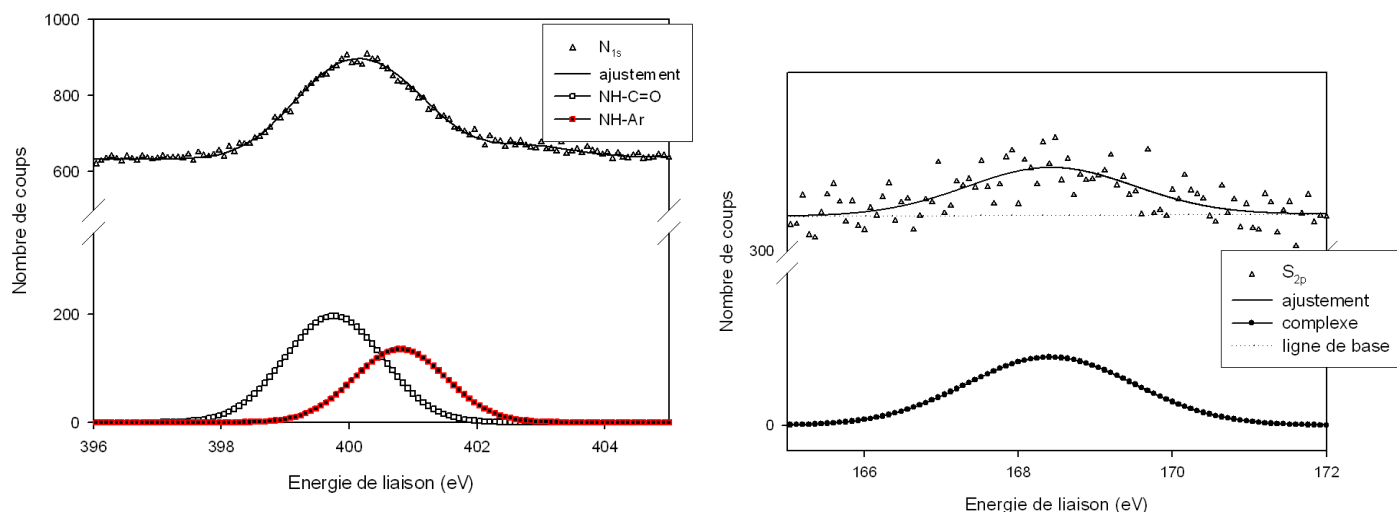 1000
800
600
200
0
396
398
400
402
404
Nombre de coups
Energie de liaison (eV)
N1s
ajustement
NH-C=O
NH-Ar
300
0
166
168
170
172
Nombre de coups
Energie de liaison (eV)
S2p
ajustement
complexe
ligne de base